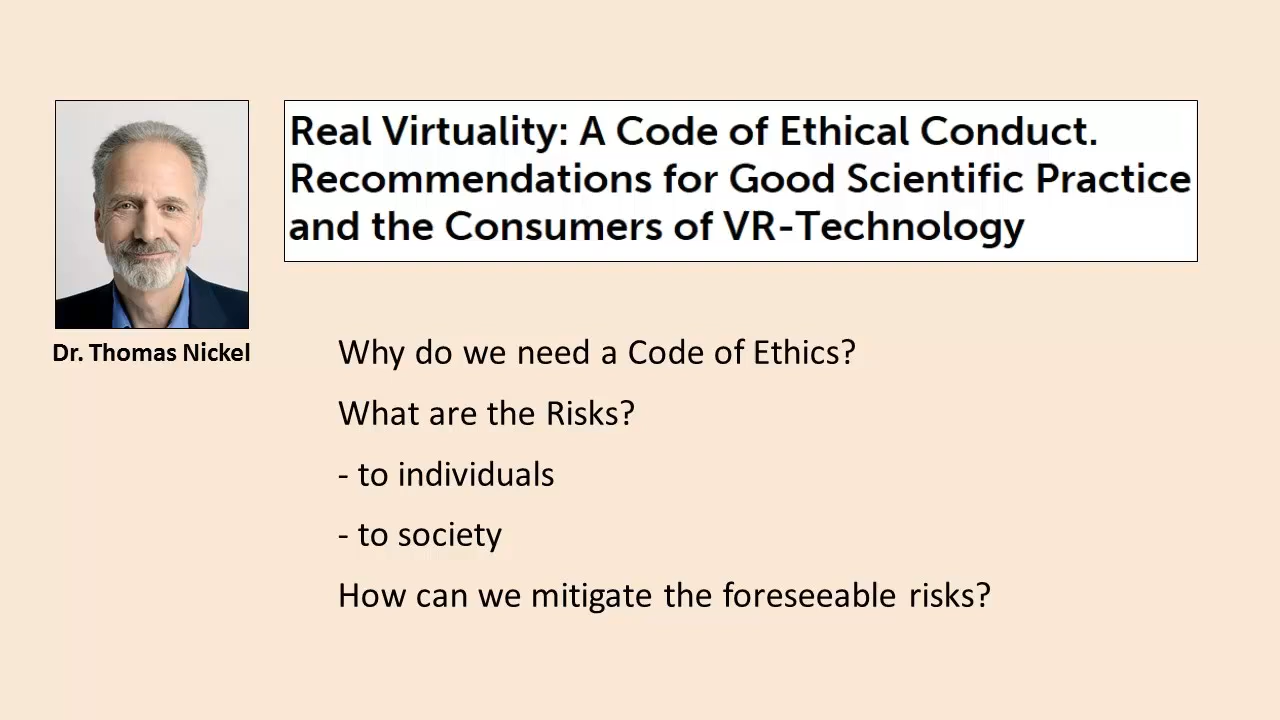 Real Virtuality: A Code of Ethical Conduct.
Recommendations for Good Scientific Practice
and the Consumers of VR-Technology
Dr. Thomas Nickel
Why do we need a Code of Ethics?
What are the Risks?
- to individuals
- to society
How can we mitigate the foreseeable risks?